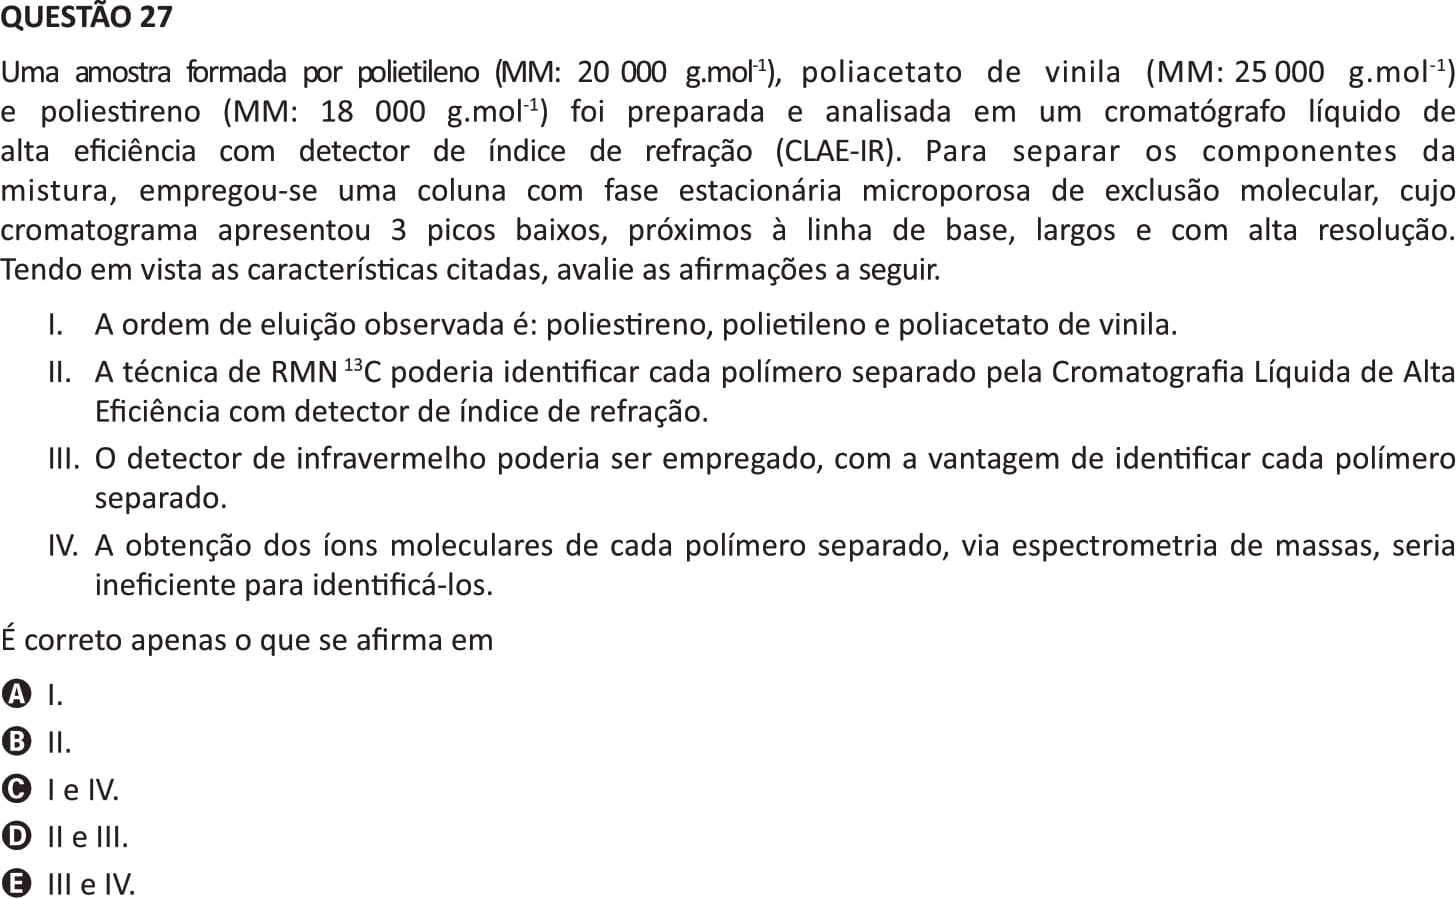 QUESTÃO 27
Uma amostra formada por polietileno (MM: 20 000 g.mol⁻¹), poliacetato de vinila (MM: 25 000 g.mol⁻¹)
e poliestireno (MM: 18 000 g.mol⁻¹) foi preparada e analisada em um cromatógrafo líquido de
alta eficiência com detector de índice de refração (CLAE-IR). Para separar os componentes da
mistura, empregou-se uma coluna com fase estacionária microporosa de exclusão molecular, cujo
cromatograma apresentou 3 picos baixos, próximos à linha de base, largos e com alta resolução.
Tendo em vista as características citadas, avalie as afirmações a seguir.
I. A ordem de eluição observada é: poliestireno, polietileno e poliacetato de vinila.
II. A técnica de RMN ¹³C poderia identificar cada polímero separado pela Cromatografia Líquida de Alta
Eficiência com detector de índice de refração.
III. O detector de infravermelho poderia ser empregado, com a vantagem de identificar cada polímero
separado.
IV. A obtenção dos íons moleculares de cada polímero separado, via espectrometria de massas, seria
ineficiente para identificá-los.
É correto apenas o que se afirma em
A I.
B II.
C I e IV.
D II e III.
E III e IV.